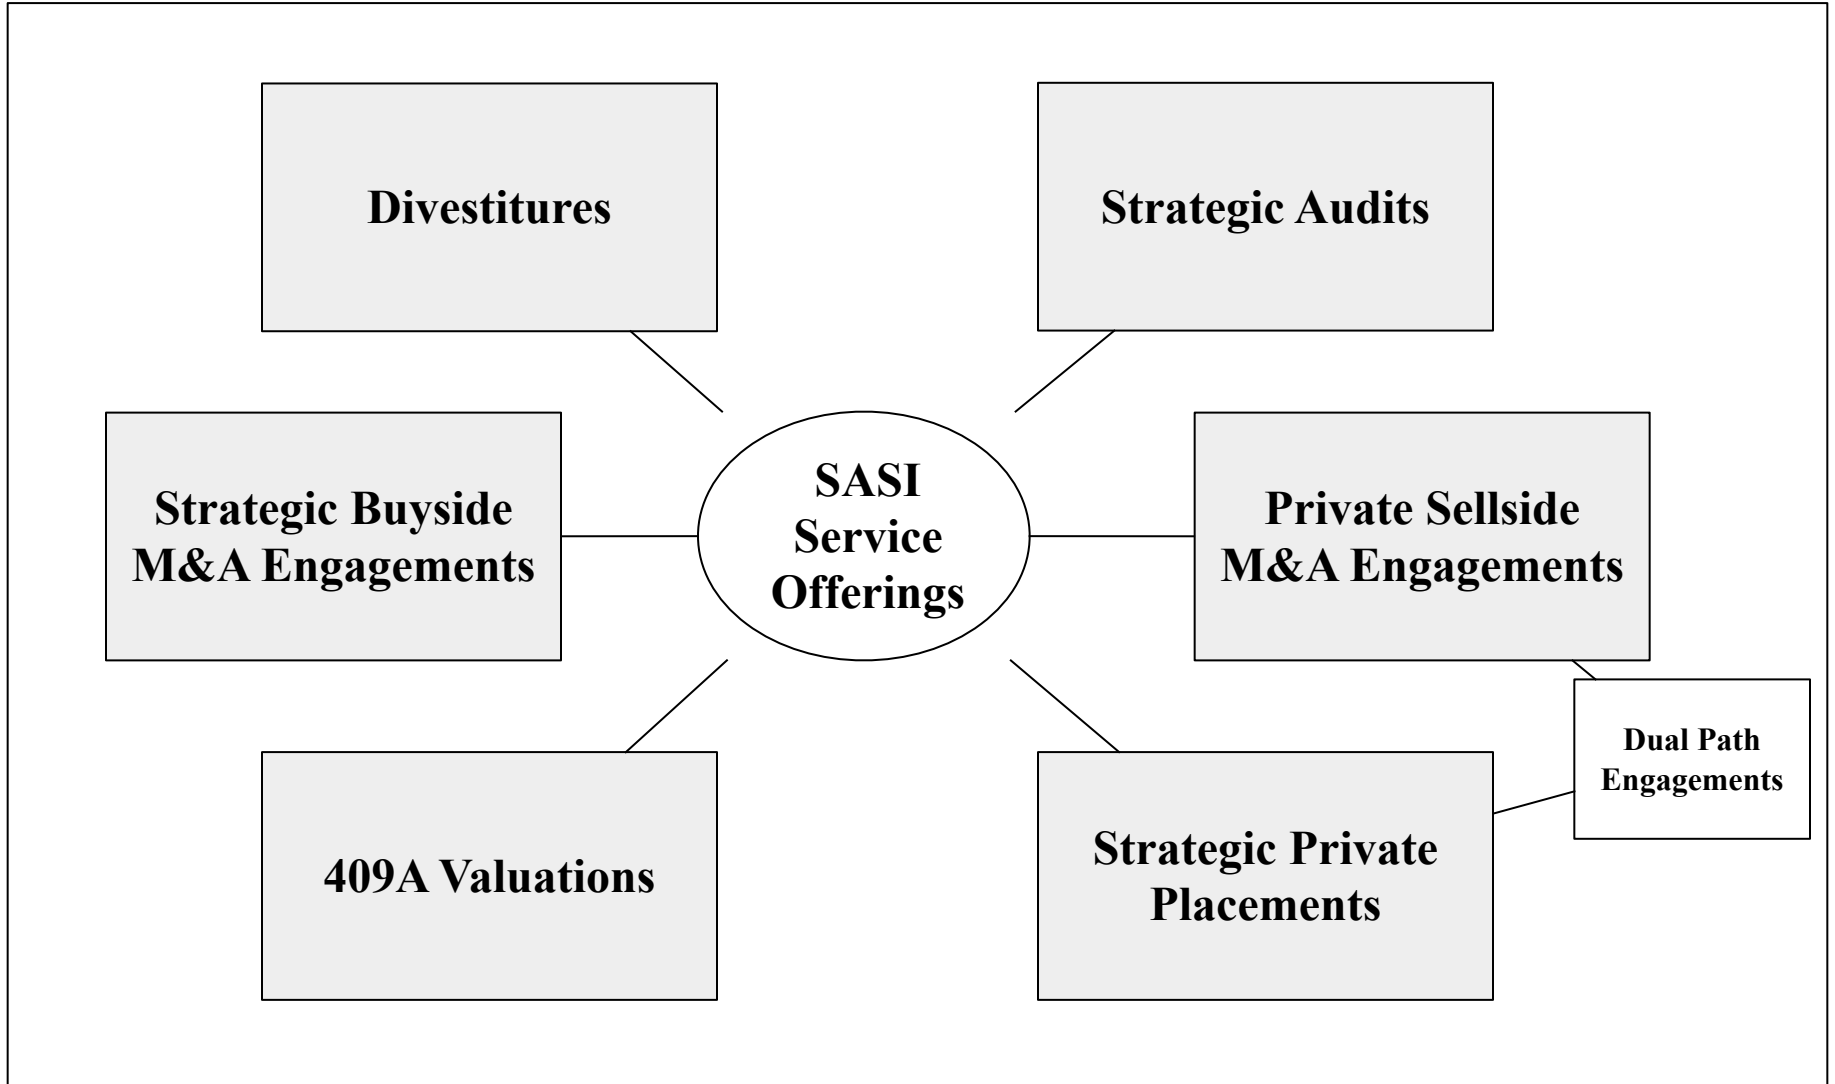 Divestitures
Strategic Audits
Strategic Buyside
M&A Engagements
SASI
Service
Offerings
Private Sellside
M&A Engagements
Dual Path
Engagements
409A Valuations
Strategic Private
Placements